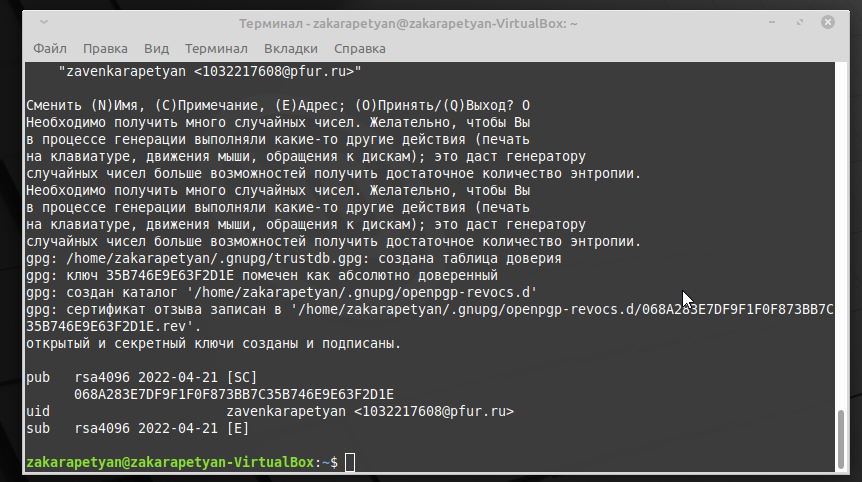 Терминал - zakarapetyan@zakarapetyan-VirtualBox: ~
Файл Правка Вид Терминал Вкладки Справка
"zavenkarapetyan <1032217608@pfur.ru>"
Сменить (N)Имя, (C)Примечание, (E)Адрес; (O)Принять/(Q)Выход? O
Необходимо получить много случайных чисел. Желательно, чтобы Вы
в процессе генерации выполняли какие-то другие действия (печать
на клавиатуре, движения мыши, обращения к дискам); это даст генератору
случайных чисел больше возможностей получить достаточное количество энтропии.
Необходимо получить много случайных чисел. Желательно, чтобы Вы
в процессе генерации выполняли какие-то другие действия (печать
на клавиатуре, движения мыши, обращения к дискам); это даст генератору
случайных чисел больше возможностей получить достаточное количество энтропии.
gpg: /home/zakarapetyan/.gnupg/trustdb.gpg: создана таблица доверия
gpg: ключ 35B746E9E63F2D1E помечен как абсолютно доверенный
gpg: создан каталог '/home/zakarapetyan/.gnupg/openpgp-revocs.d'
gpg: сертификат отзыва записан в '/home/zakarapetyan/.gnupg/openpgp-revocs.d/068A283E7DF9F1F0F873BB7C
35B746E9E63F2D1E.rev'.
открытый и секретный ключи созданы и подписаны.
pub rsa4096 2022-04-21 [SC]
068A283E7DF9F1F0F873BB7C35B746E9E63F2D1E
uid zavenkarapetyan <1032217608@pfur.ru>
sub rsa4096 2022-04-21 [E]
zakarapetyan@zakarapetyan-VirtualBox:~$